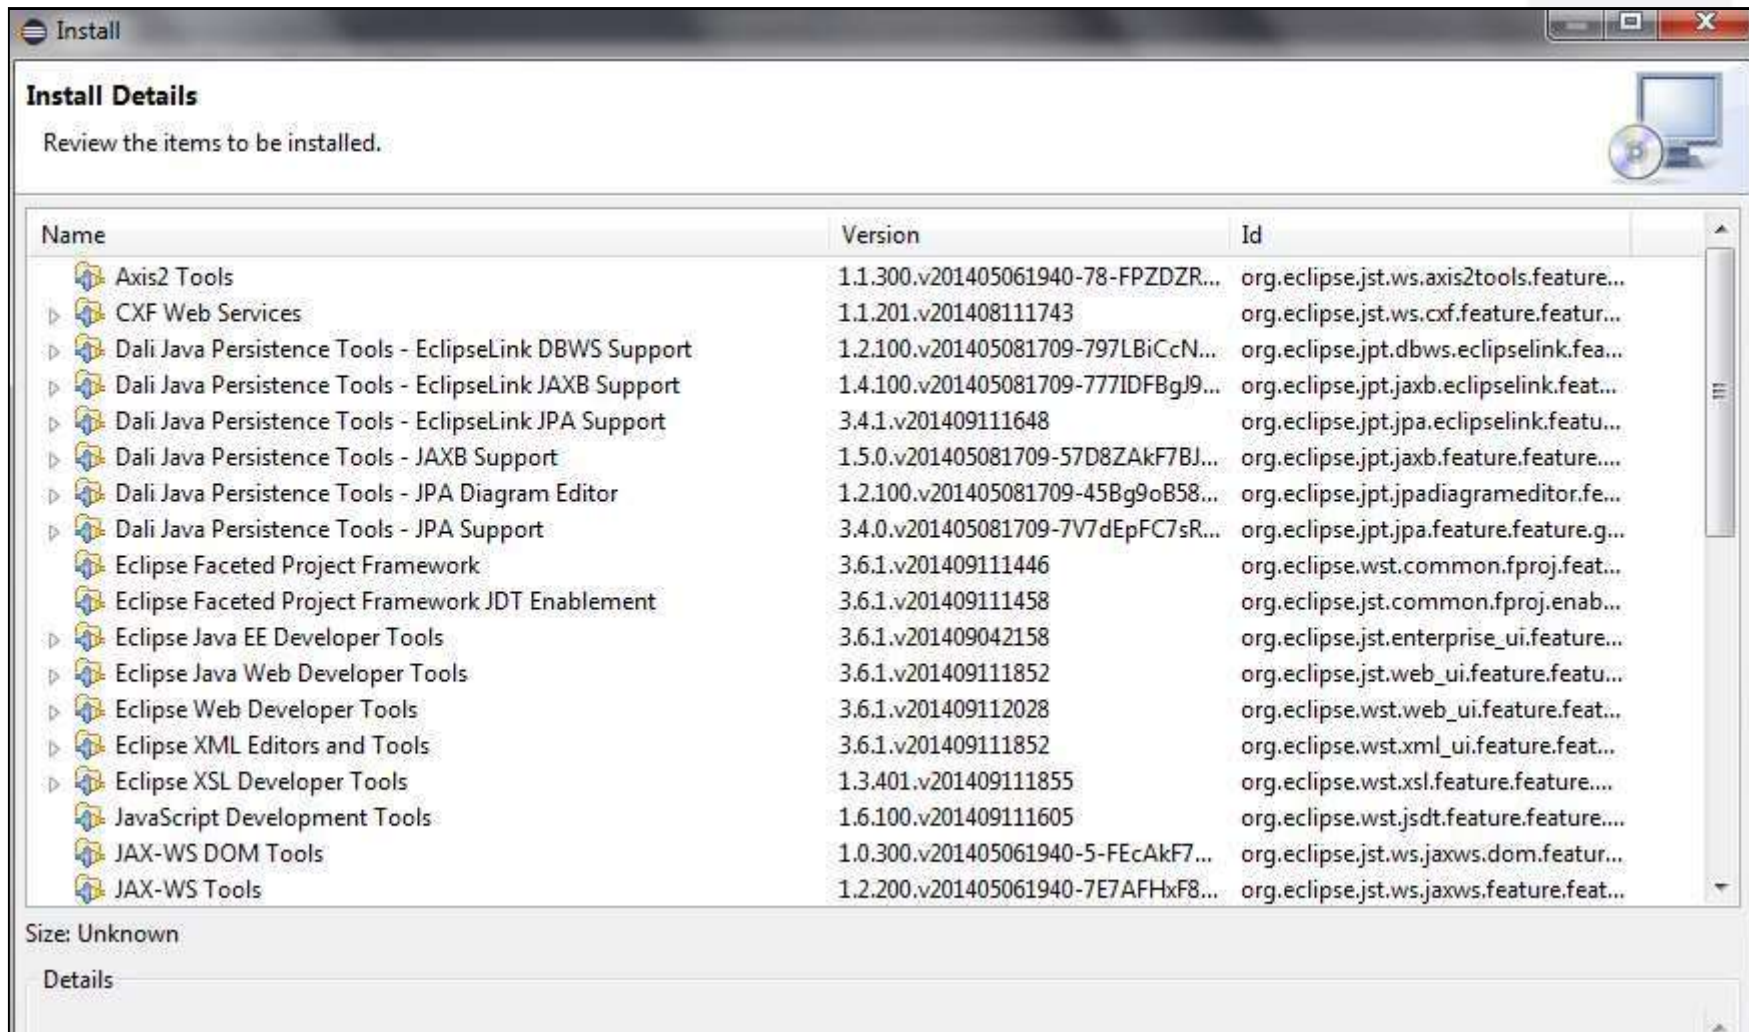 Install
Install Details
Review the items to be installed.
Name Version Id
Axis2 Tools 1.1.300.v201405061940-78-FPZDZR... org.eclipse.jst.ws.axis2tools.feature...
CXF Web Services 1.1.201.v201408111743 org.eclipse.jst.ws.cxf.feature.featur...
Dali Java Persistence Tools - EclipseLink DBWS Support 1.2.100.v201405081709-797LBiCcN... org.eclipse.jpt.dbws.eclipselink.fea...
Dali Java Persistence Tools - EclipseLink JAXB Support 1.4.100.v201405081709-777IDFBgJ9... org.eclipse.jpt.jaxb.eclipselink.feat...
Dali Java Persistence Tools - EclipseLink JPA Support 3.4.1.v201409111648 org.eclipse.jpt.jpa.eclipselink.featu...
Dali Java Persistence Tools - JAXB Support 1.5.0.v201405081709-57D8ZAkF7BJ... org.eclipse.jpt.jaxb.feature.feature....
Dali Java Persistence Tools - JPA Diagram Editor 1.2.100.v201405081709-45Bg9oB58... org.eclipse.jpt.jpadiagrameditor.fe...
Dali Java Persistence Tools - JPA Support 3.4.0.v201405081709-7V7dEpFC7sR... org.eclipse.jpt.jpa.feature.feature.g...
Eclipse Faceted Project Framework 3.6.1.v201409111446 org.eclipse.wst.common.fproj.feat...
Eclipse Faceted Project Framework JDT Enablement 3.6.1.v201409111458 org.eclipse.jst.common.fproj.enab...
Eclipse Java EE Developer Tools 3.6.1.v201409042158 org.eclipse.jst.enterprise_ui.feature...
Eclipse Java Web Developer Tools 3.6.1.v201409111852 org.eclipse.jst.web_ui.feature.featu...
Eclipse Web Developer Tools 3.6.1.v201409112028 org.eclipse.wst.web_ui.feature.feat...
Eclipse XML Editors and Tools 3.6.1.v201409111852 org.eclipse.wst.xml_ui.feature.feat...
Eclipse XSL Developer Tools 1.3.401.v201409111855 org.eclipse.wst.xsl.feature.feature....
JavaScript Development Tools 1.6.100.v201409111605 org.eclipse.wst.jsdt.feature.feature....
JAX-WS DOM Tools 1.0.300.v201405061940-5-FEcAkF7... org.eclipse.jst.ws.jaxws.dom.featur...
JAX-WS Tools 1.2.200.v201405061940-7E7AFHxF8... org.eclipse.jst.ws.jaxws.feature.feat...
Size: Unknown
Details